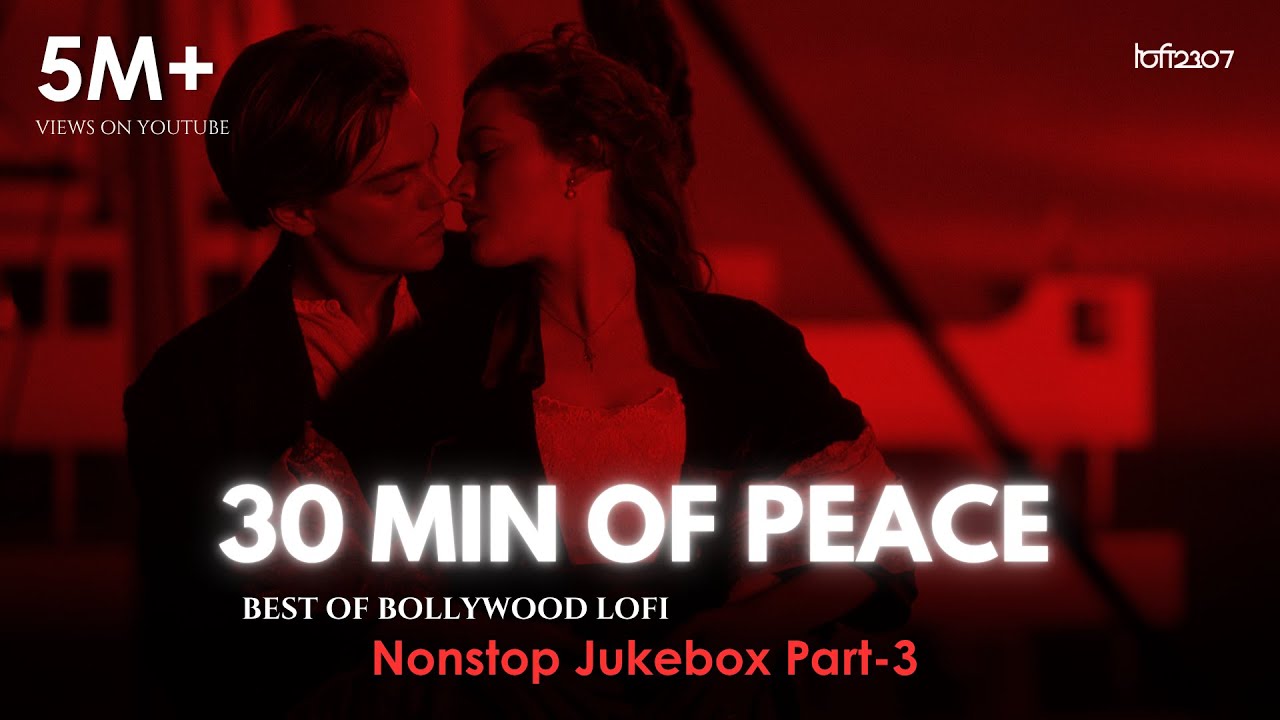 5M+
VIEWS ON YOUTUBE
lofi2307
30 MIN OF PEACE
BEST OF BOLLYWOOD LOFI
Nonstop Jukebox Part-3